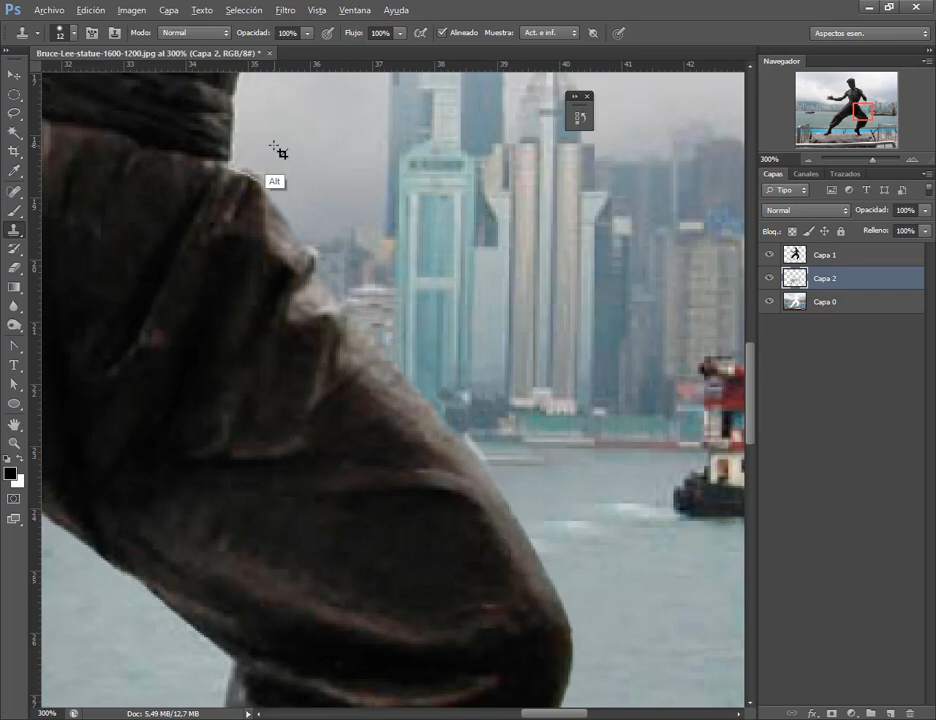 Ps Archivo Edición Imagen Capa Texto Selección Filtro Vista Ventana Ayuda
12 Modo: Normal Opacidad: 100% Flujo: 100% Alineado Muestra: Act. e inf. Aspectos esen.
Bruce-Lee-statue-1600-1200.jpg al 300% (Capa 2, RGB/8#) * ×
32 33 34 35 36 37 38 39 40 41 42
Alt
Navegador
300%
Capas Canales Trazados
Tipo
Normal Opacidad: 100%
Bloq.: Relleno: 100%
Capa 1
Capa 2
Capa 0
300% Doc: 5,49 MB/12,7 MB